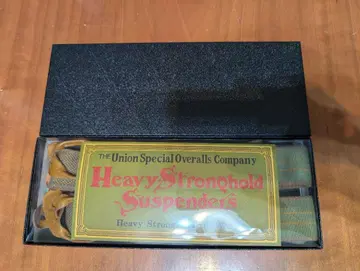 THE Union Special Overalls Company
Heavy Stronghold
Suspenders
Heavy Strong